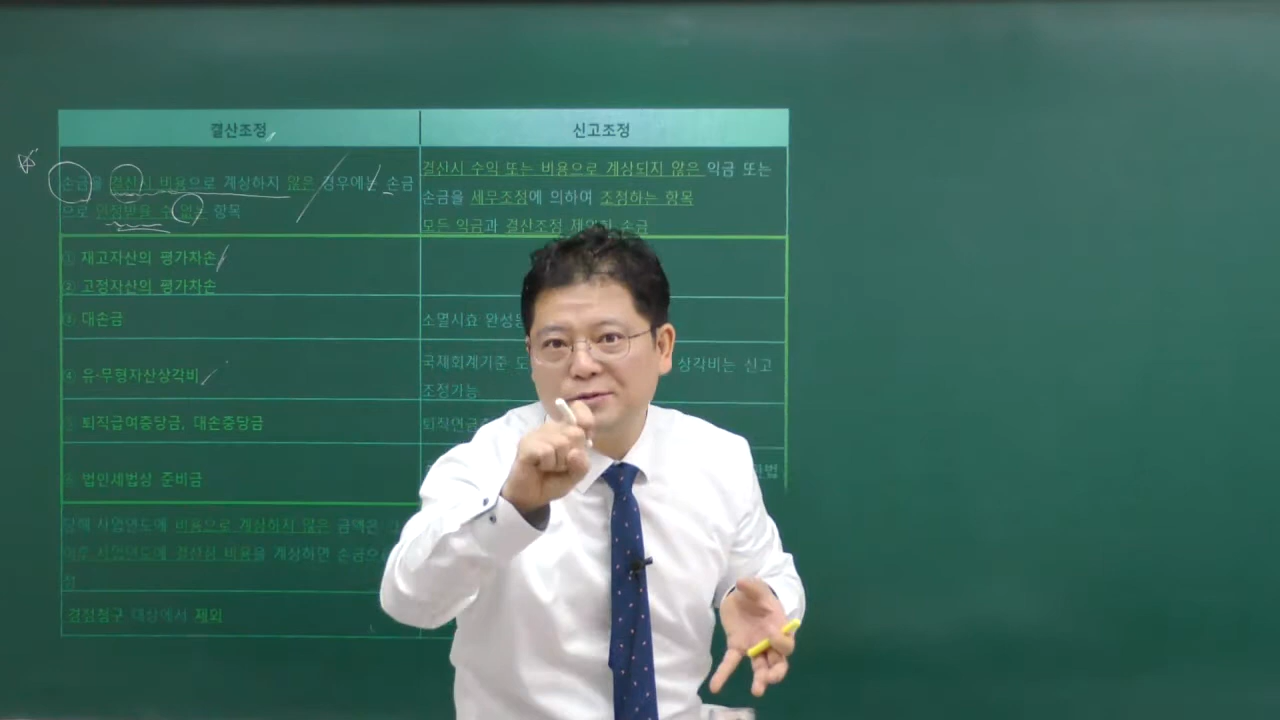 결산조정
신고조정
손금을 결산시 비용으로 계상하지 않은 경우에는 손금
으로 인정받을 수 없는 항목
결산시 수익 또는 비용으로 계상되지 않은 익금 또는
손금을 세무조정에 의하여 조정하는 항목
모든 익금과 결산조정 제외한 손금
① 재고자산의 평가차손
② 고정자산의 평가차손
③ 대손금
소멸시효 완성
④ 유·무형자산상각비
국제회계기준 상각비는 신고
조정가능
⑤ 퇴직급여충당금, 대손충당금
퇴직연금
⑥ 법인세법상 준비금
당해 사업연도에 비용으로 계상하지 않은 금액은
이후 사업연도에 결산절 비용을 계상하면 손금으
정
경정청구 대상에서 제외